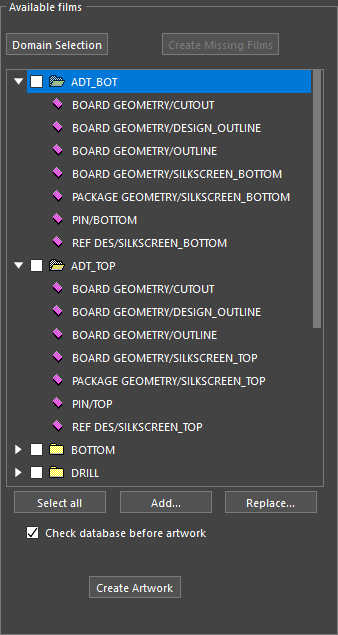 Available films
Domain Selection
Create Missing Films
ADT_BOT
BOARD GEOMETRY/CUTOUT
BOARD GEOMETRY/DESIGN_OUTLINE
BOARD GEOMETRY/OUTLINE
BOARD GEOMETRY/SILKSCREEN_BOTTOM
PACKAGE GEOMETRY/SILKSCREEN_BOTTOM
PIN/BOTTOM
REF DES/SILKSCREEN_BOTTOM
ADT_TOP
BOARD GEOMETRY/CUTOUT
BOARD GEOMETRY/DESIGN_OUTLINE
BOARD GEOMETRY/OUTLINE
BOARD GEOMETRY/SILKSCREEN_TOP
PACKAGE GEOMETRY/SILKSCREEN_TOP
PIN/TOP
REF DES/SILKSCREEN_TOP
BOTTOM
DRILL
Select all
Add...
Replace...
Check database before artwork
Create Artwork